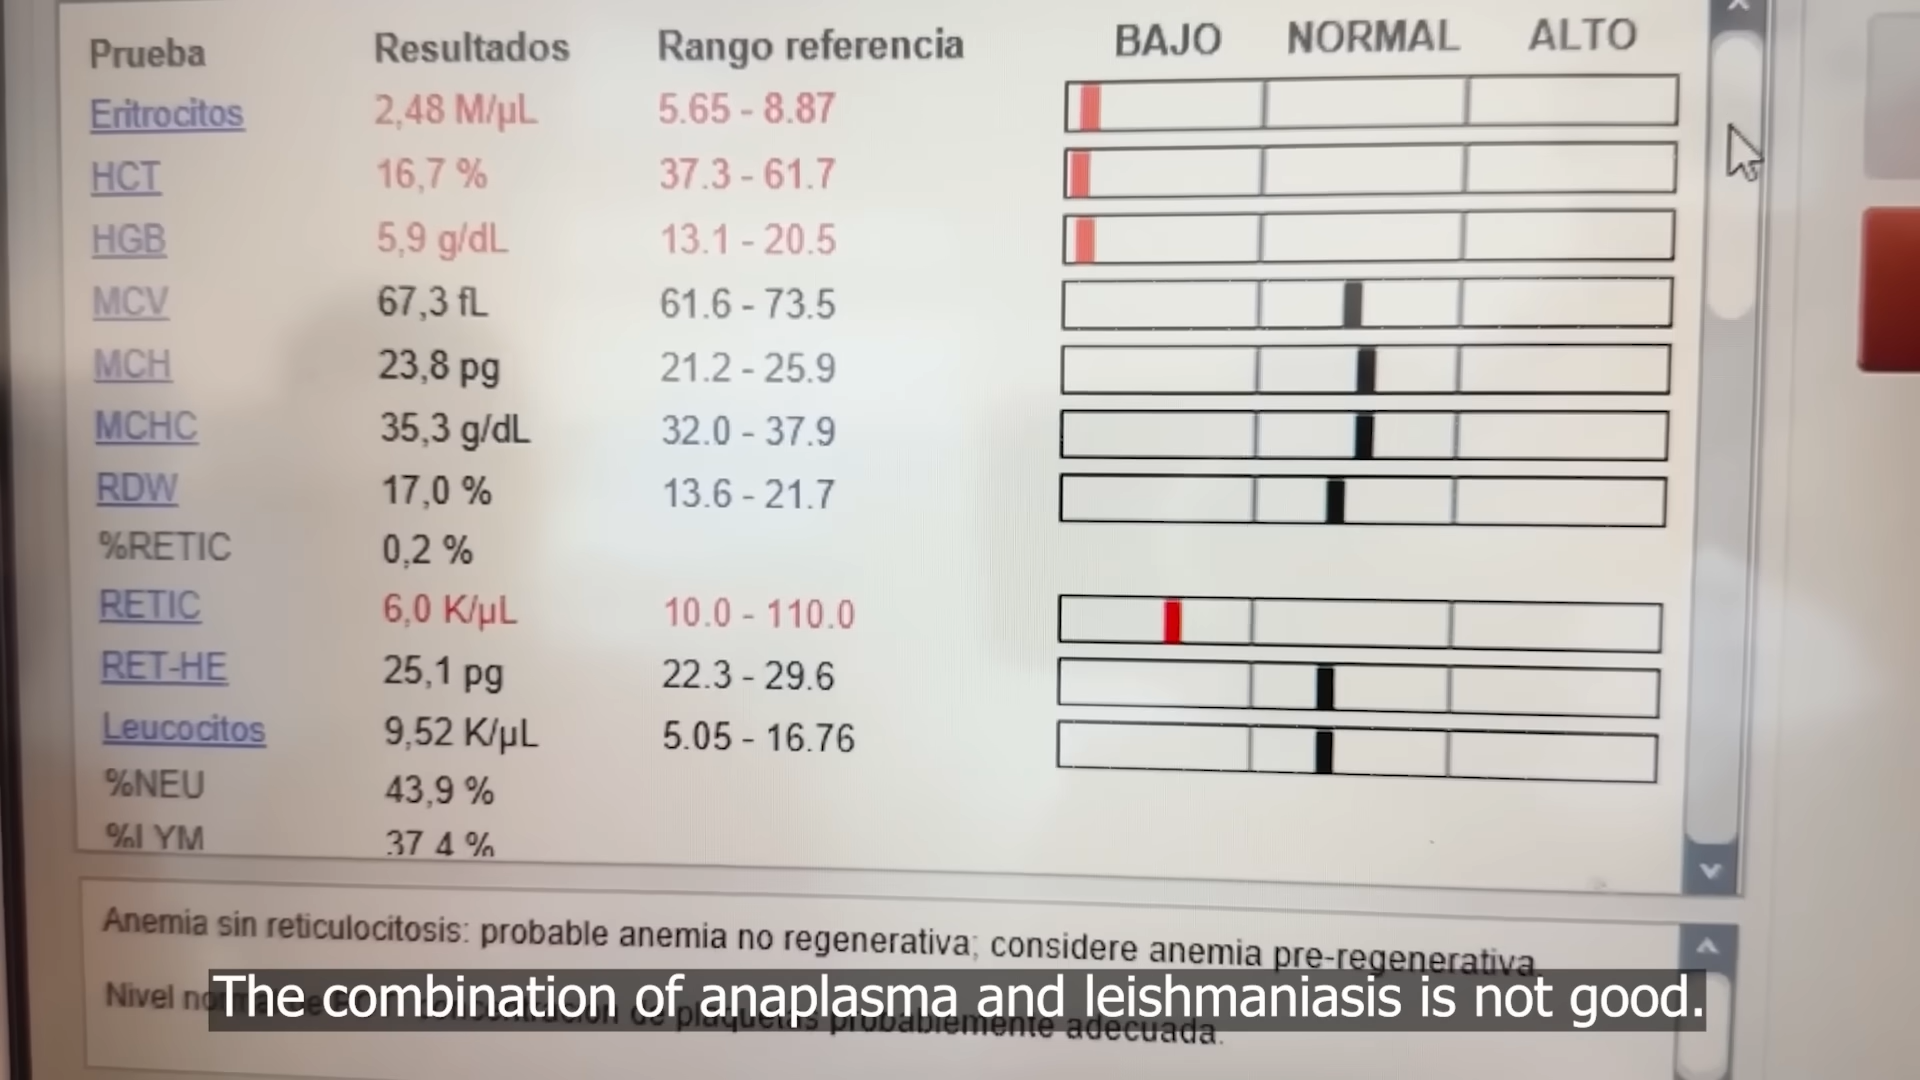 Prueba Resultados Rango referencia BAJO NORMAL ALTO
Eritrocitos 2,48 M/µL 5.65 - 8.87
HCT 16,7 % 37.3 - 61.7
HGB 5,9 g/dL 13.1 - 20.5
MCV 67,3 fL 61.6 - 73.5
MCH 23,8 pg 21.2 - 25.9
MCHC 35,3 g/dL 32.0 - 37.9
RDW 17,0 % 13.6 - 21.7
%RETIC 0,2 %
RETIC 6,0 K/µL 10.0 - 110.0
RET-HE 25,1 pg 22.3 - 29.6
Leucocitos 9,52 K/µL 5.05 - 16.76
%NEU 43,9 %
%LYM 37,4 %
Anemia sin reticulocitosis: probable anemia no regenerativa; considere anemia pre-regenerativa.
Nivel de plaquetas probablemente adecuada.
The combination of anaplasma and leishmaniasis is not good.